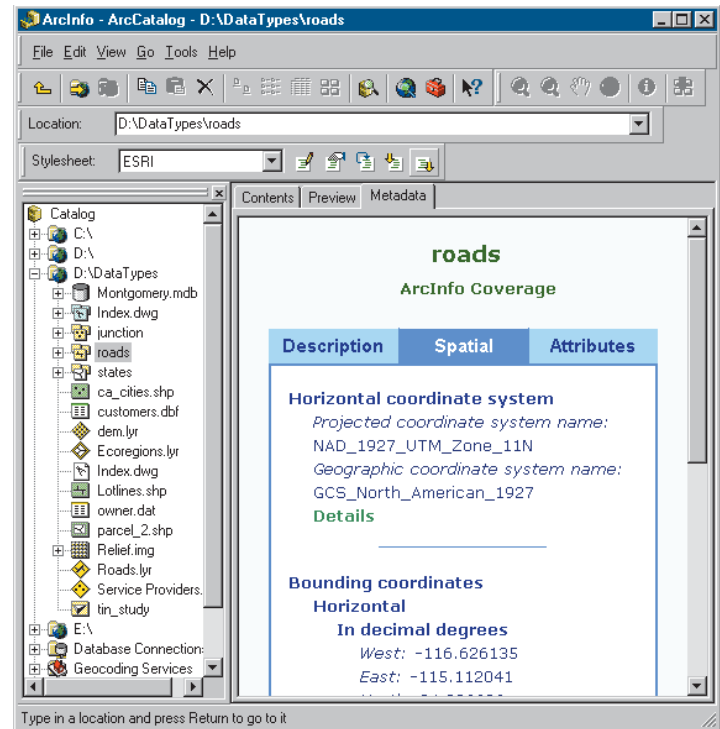 ArcInfo - ArcCatalog - D:\DataTypes\roads
File Edit View Go Tools Help
Location: D:\DataTypes\roads
Stylesheet: ESRI
Catalog
C:\
D:\
D:\DataTypes
Montgomery.mdb
Index.dwg
junction
roads
states
ca_cities.shp
customers.dbf
dem.lyr
Ecoregions.lyr
Index.dwg
Lotlines.shp
owner.dat
parcel_2.shp
Relief.img
Roads.lyr
Service Providers.
tin_study
E:\
Database Connection
Geocoding Services
Contents Preview Metadata
roads
ArcInfo Coverage
Description Spatial Attributes
Horizontal coordinate system
Projected coordinate system name:
NAD_1927_UTM_Zone_11N
Geographic coordinate system name:
GCS_North_American_1927
Details
Bounding coordinates
Horizontal
In decimal degrees
West: -116.626135
East: -115.112041
Type in a location and press Return to go to it